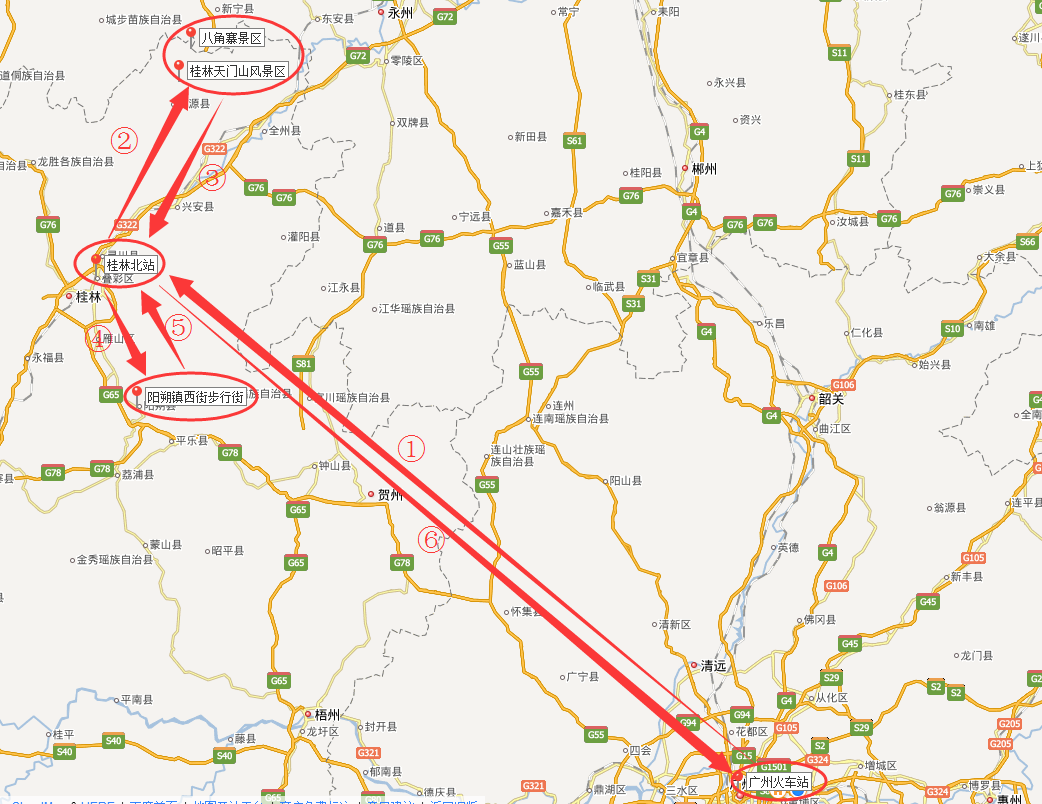 新宁县
东安县
永州
G72
常宁
耒阳
城步苗族自治县
八角寨景区
桂林天门山风景区
G72
零陵区
S11
遂川
道侗族自治县
源县
永兴县
桂东县
②
全州县
双牌县
新田县
S61
G4
资兴
S11
G322
龙胜各族自治县
自治县
③
G76
G76
桂阳县
郴州
G76
崇义县
上犹
兴安县
G76
G322
灌阳县
道县
宁远县
嘉禾县
G4
G76
G76
汝城县
G76
S66
G76
G76
G55
桂林北站
叠彩区
蓝山县
宜章县
大余县
桂林
江永县
江华瑶族自治县
临武县
S31
S31
④
⑤
雁山区
G4
乐昌
仁化县
S10
南雄
永福县
S81
G55
始兴县
G106
G65
阳朔镇西街步行街
族自治县
川瑶族自治县
连州
连南瑶族自治县
韶关
G4
曲江区
G4
全南
平乐县
①
G78
G78
G78
荔浦县
钟山县
连山壮族瑶
族自治县
G55
阳山县
贺州
G65
翁源县
连平县
⑥
蒙山县
昭平县
金秀瑶族自治县
G65
G78
英德
G4
G105
G106
新丰县
G45
怀集县
清新区
佛冈县
G45
龙门县
清远
G65
广宁县
S29
S2
S2
G2
平南县
从化区
G4
梧州
龙圩区
封开县
G94
G94
G105
S29
G205
桂平
S40
S40
藤县
S40
G55
花都区
四会
G15
S2
G205
G321
G1501
G324
增城区
郁南县
德庆县
G321
鼎湖区
三水区
广州火车站
博罗县
G324
惠州